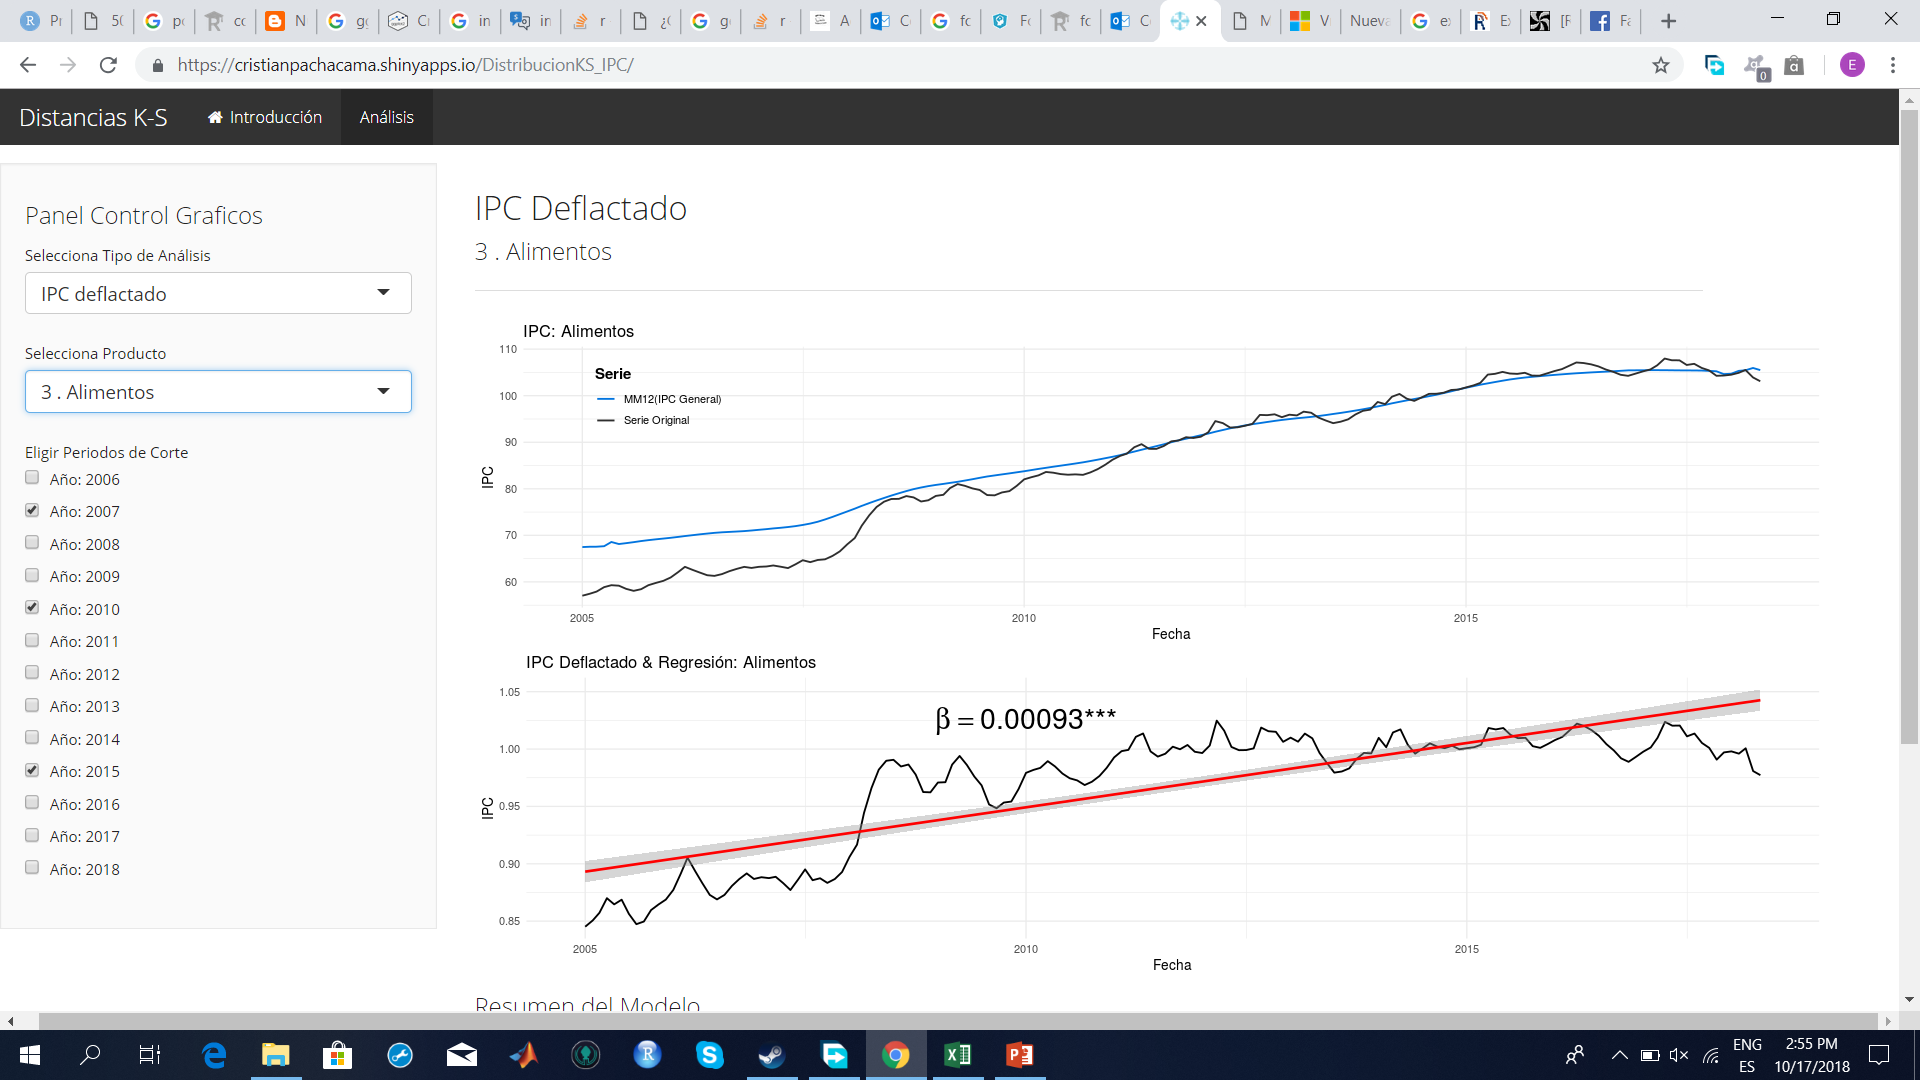 https://cristianpachacama.shinyapps.io/DistribucionKS_IPC/
0
E
Distancias K-S
Introducción
Análisis
Panel Control Graficos
Selecciona Tipo de Análisis
IPC deflactado
Selecciona Producto
3 . Alimentos
Eligir Periodos de Corte
Año: 2006
Año: 2007
Año: 2008
Año: 2009
Año: 2010
Año: 2011
Año: 2012
Año: 2013
Año: 2014
Año: 2015
Año: 2016
Año: 2017
Año: 2018
IPC Deflactado
3 . Alimentos
IPC: Alimentos
Serie
MM12(IPC General)
Serie Original
IPC
110
100
90
80
70
60
2005
2010
2015
Fecha
IPC Deflactado & Regresión: Alimentos
β = 0.00093***
IPC
1.05
1.00
0.95
0.90
0.85
2005
2010
2015
Fecha
Resumen del Modelo
ENG
ES
2:55 PM
10/17/2018